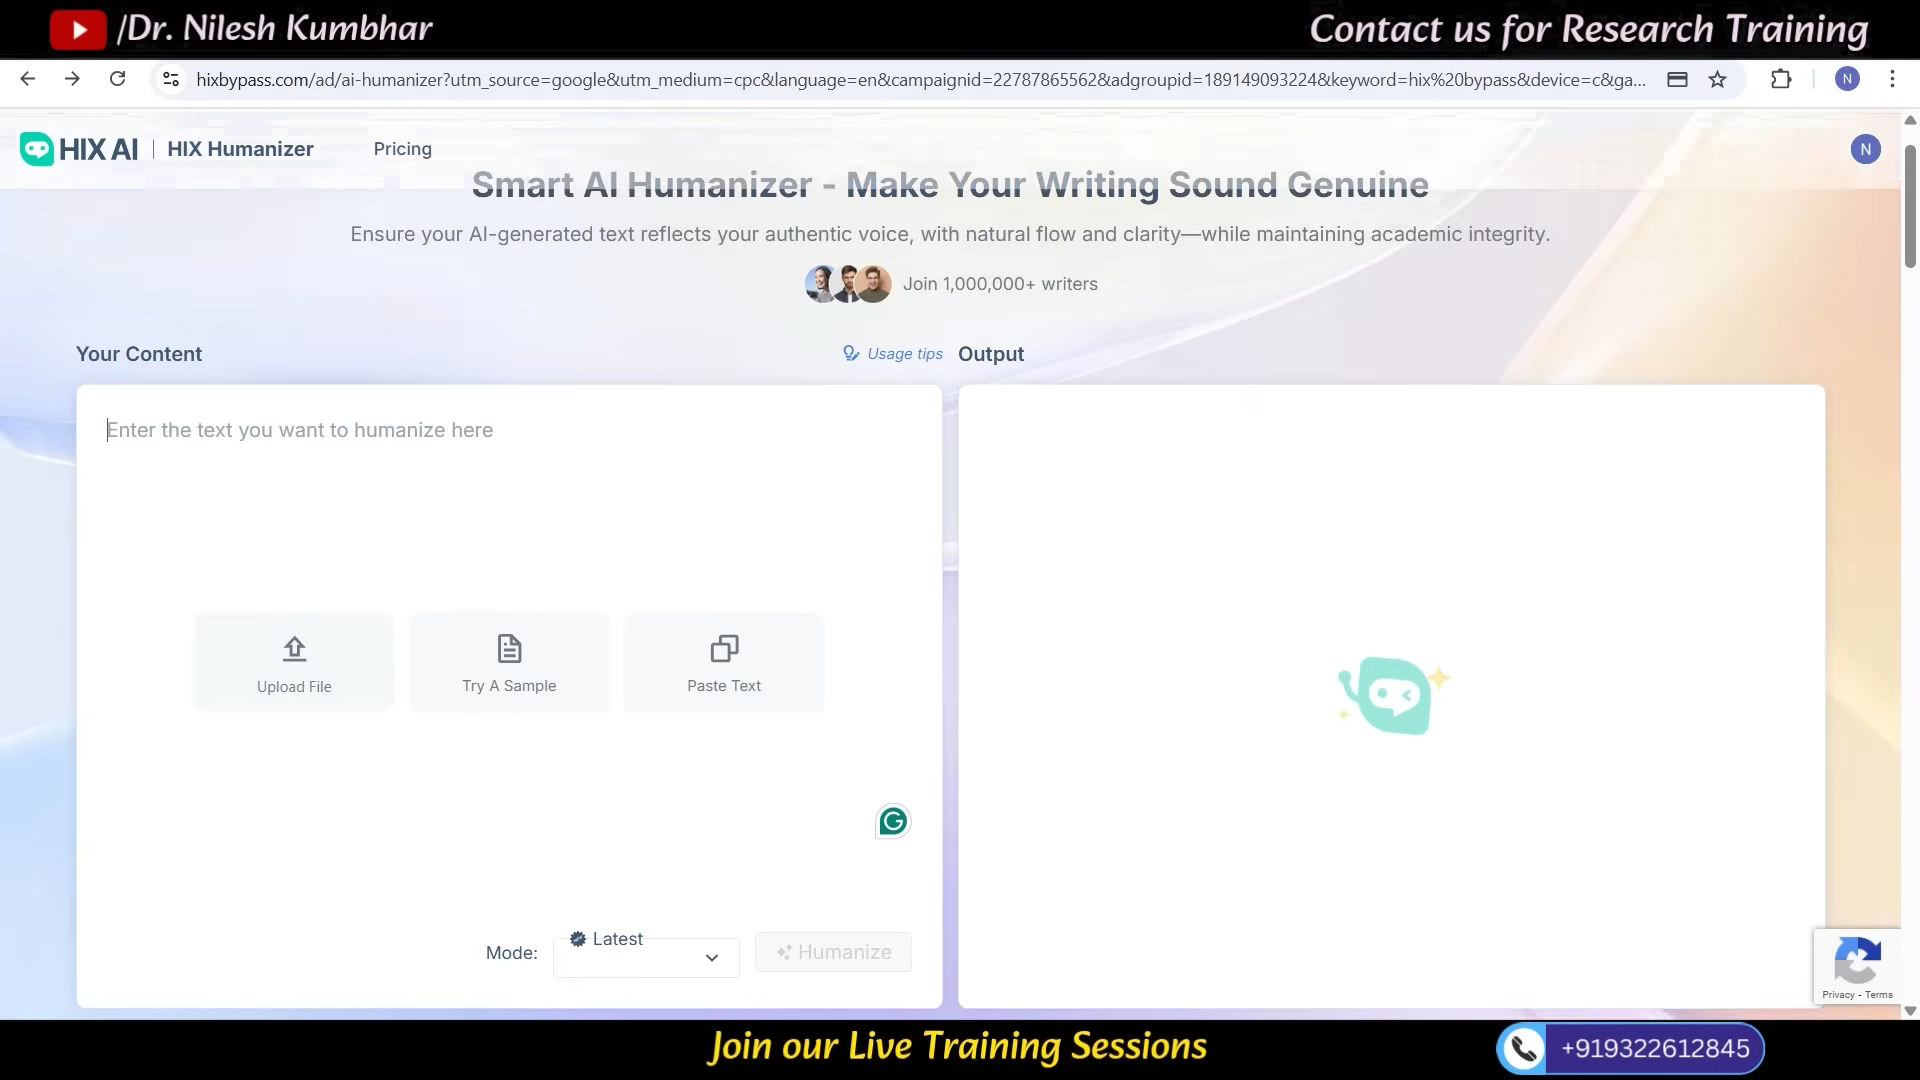 /Dr. Nilesh Kumbhar
Contact us for Research Training
hixbypass.com/ad/ai-humanizer?utm_source=google&utm_medium=cpc&language=en&campaignid=22787865562&adgroupid=189149093224&keyword=hix%20bypass&device=c&ga...
N
HIX AI | HIX Humanizer
Pricing
N
Smart AI Humanizer - Make Your Writing Sound Genuine
Ensure your AI-generated text reflects your authentic voice, with natural flow and clarity—while maintaining academic integrity.
Join 1,000,000+ writers
Your Content
Usage tips
Output
Enter the text you want to humanize here
Upload File
Try A Sample
Paste Text
Mode:
Latest
Humanize
Privacy - Terms
Join our Live Training Sessions
+919322612845